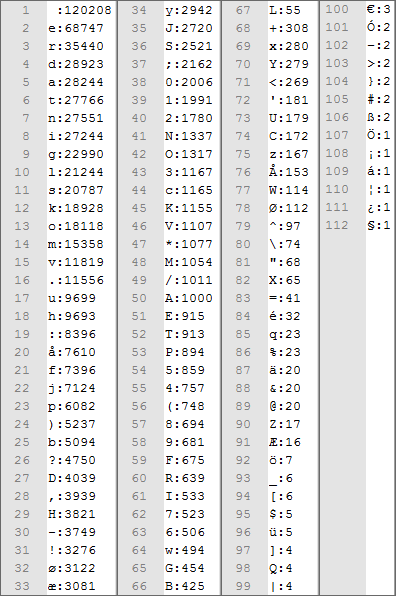 1 :120208
2 e:68747
3 r:35440
4 d:28923
5 a:28244
6 t:27766
7 n:27551
8 i:27244
9 g:22990
10 l:21244
11 s:20787
12 k:18928
13 o:18118
14 m:15358
15 v:11819
16 .:11556
17 u:9699
18 h:9693
19 ::8396
20 å:7610
21 f:7396
22 j:7124
23 p:6082
24 ):5237
25 b:5094
26 ?:4750
27 D:4039
28 ,:3939
29 H:3821
30 -:3749
31 !:3276
32 ø:3122
33 æ:3081
34 y:2942
35 J:2720
36 S:2521
37 ;:2162
38 0:2006
39 1:1991
40 2:1780
41 N:1337
42 O:1317
43 3:1167
44 c:1165
45 K:1155
46 V:1107
47 *:1077
48 M:1054
49 /:1011
50 A:1000
51 E:915
52 T:913
53 P:894
54 5:859
55 4:757
56 (:748
57 8:694
58 9:681
59 F:675
60 R:639
61 I:533
62 7:523
63 6:506
64 w:494
65 G:454
66 B:425
67 L:55
68 +:308
69 x:280
70 Y:279
71 <:269
72 ':181
73 U:179
74 C:172
75 z:167
76 Å:153
77 W:114
78 Ø:112
79 ^:97
80 \:74
81 ":68
82 X:65
83 =:41
84 é:32
85 q:23
86 %:23
87 ä:20
88 &:20
89 @:20
90 Z:17
91 Æ:16
92 ö:7
93 _:6
94 [:6
95 $:5
96 ü:5
97 ]:4
98 Q:4
99 |:4
100 €:3
101 Ó:2
102 –:2
103 >:2
104 }:2
105 #:2
106 ß:2
107 Ö:1
108 ¡:1
109 á:1
110 ¦:1
111 ¿:1
112 §:1